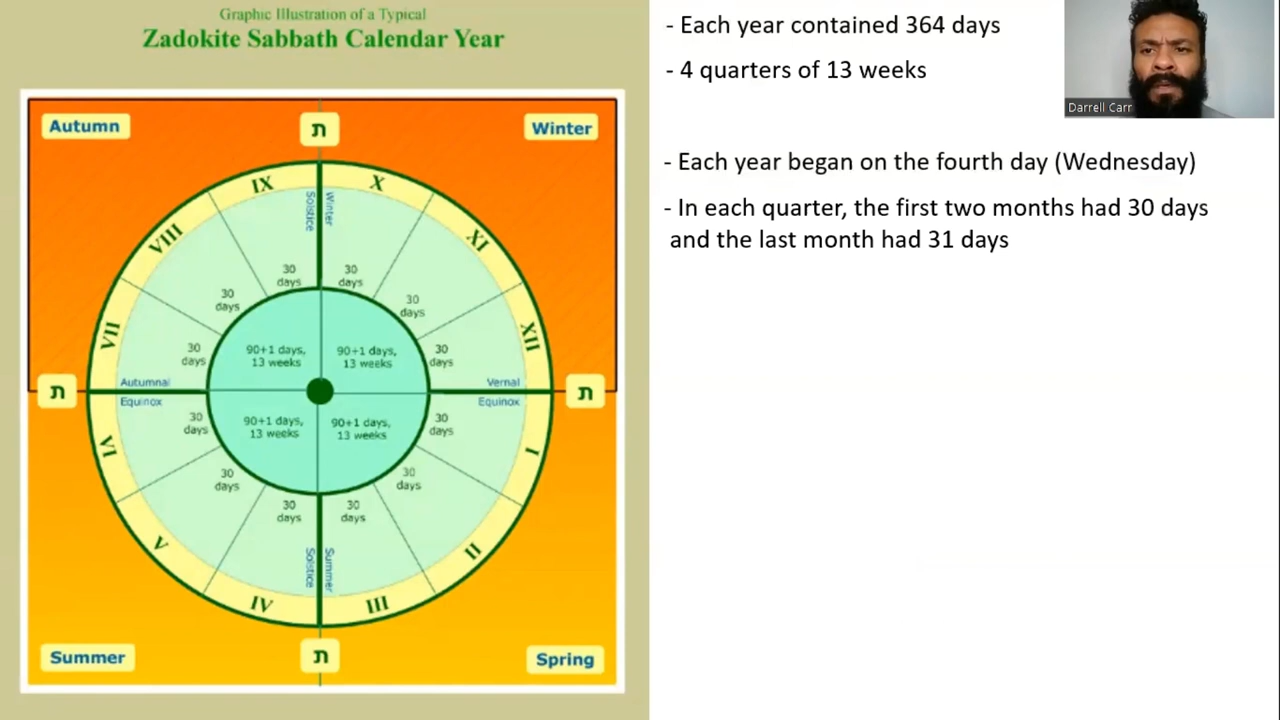 Graphic Illustration of a Typical
Zadokite Sabbath Calendar Year
Autumn
ת
Winter
IX
X
VIII
XI
VII
XII
Solstice
Winter
30
days
30
days
30
days
30
days
30
days
30
days
90+1 days,
13 weeks
90+1 days,
13 weeks
Autumnal
Vernal
ת
ת
Equinox
Equinox
90+1 days,
13 weeks
90+1 days,
13 weeks
30
days
30
days
30
days
30
days
30
days
30
days
VI
I
V
II
Solstice
Summer
IV
III
Summer
ת
Spring
- Each year contained 364 days
- 4 quarters of 13 weeks
Darrell Carr
- Each year began on the fourth day (Wednesday)
- In each quarter, the first two months had 30 days
and the last month had 31 days